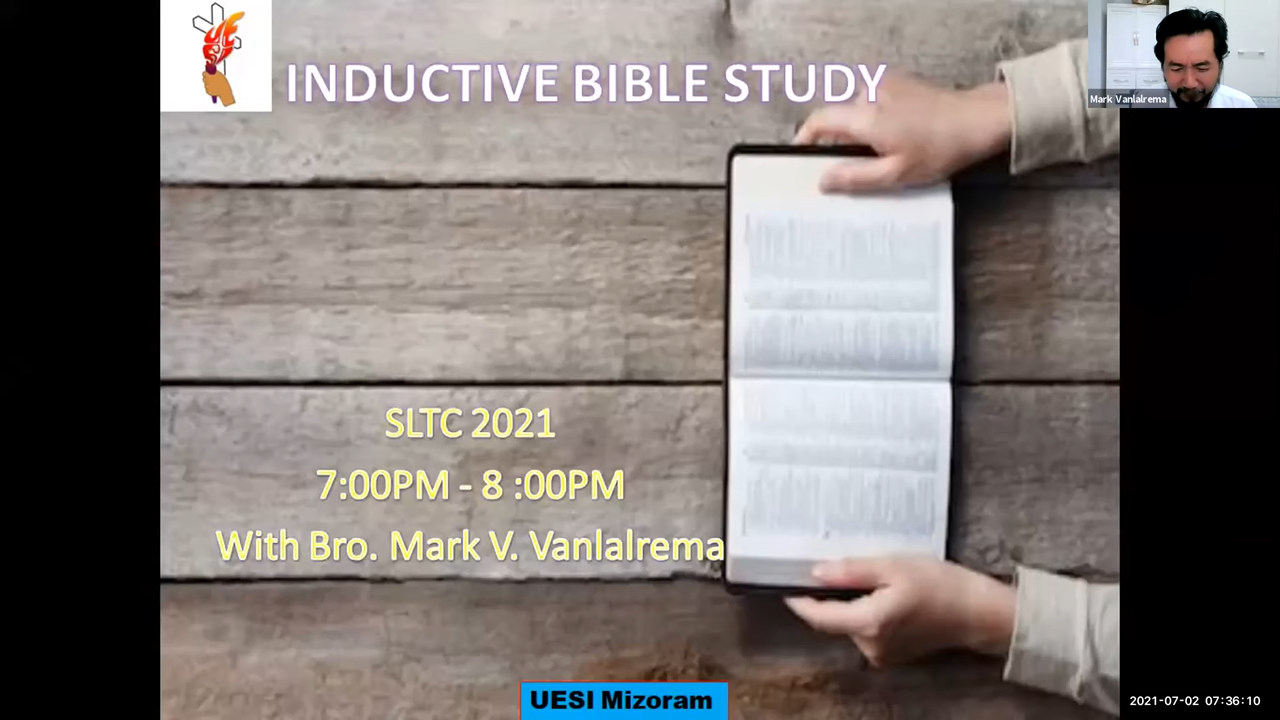 INDUCTIVE BIBLE STUDY
Mark Vanlalrema
SLTC 2021
7:00PM - 8 :00PM
With Bro. Mark V. Vanlalrema
UESI Mizoram
2021-07-02 07:36:10